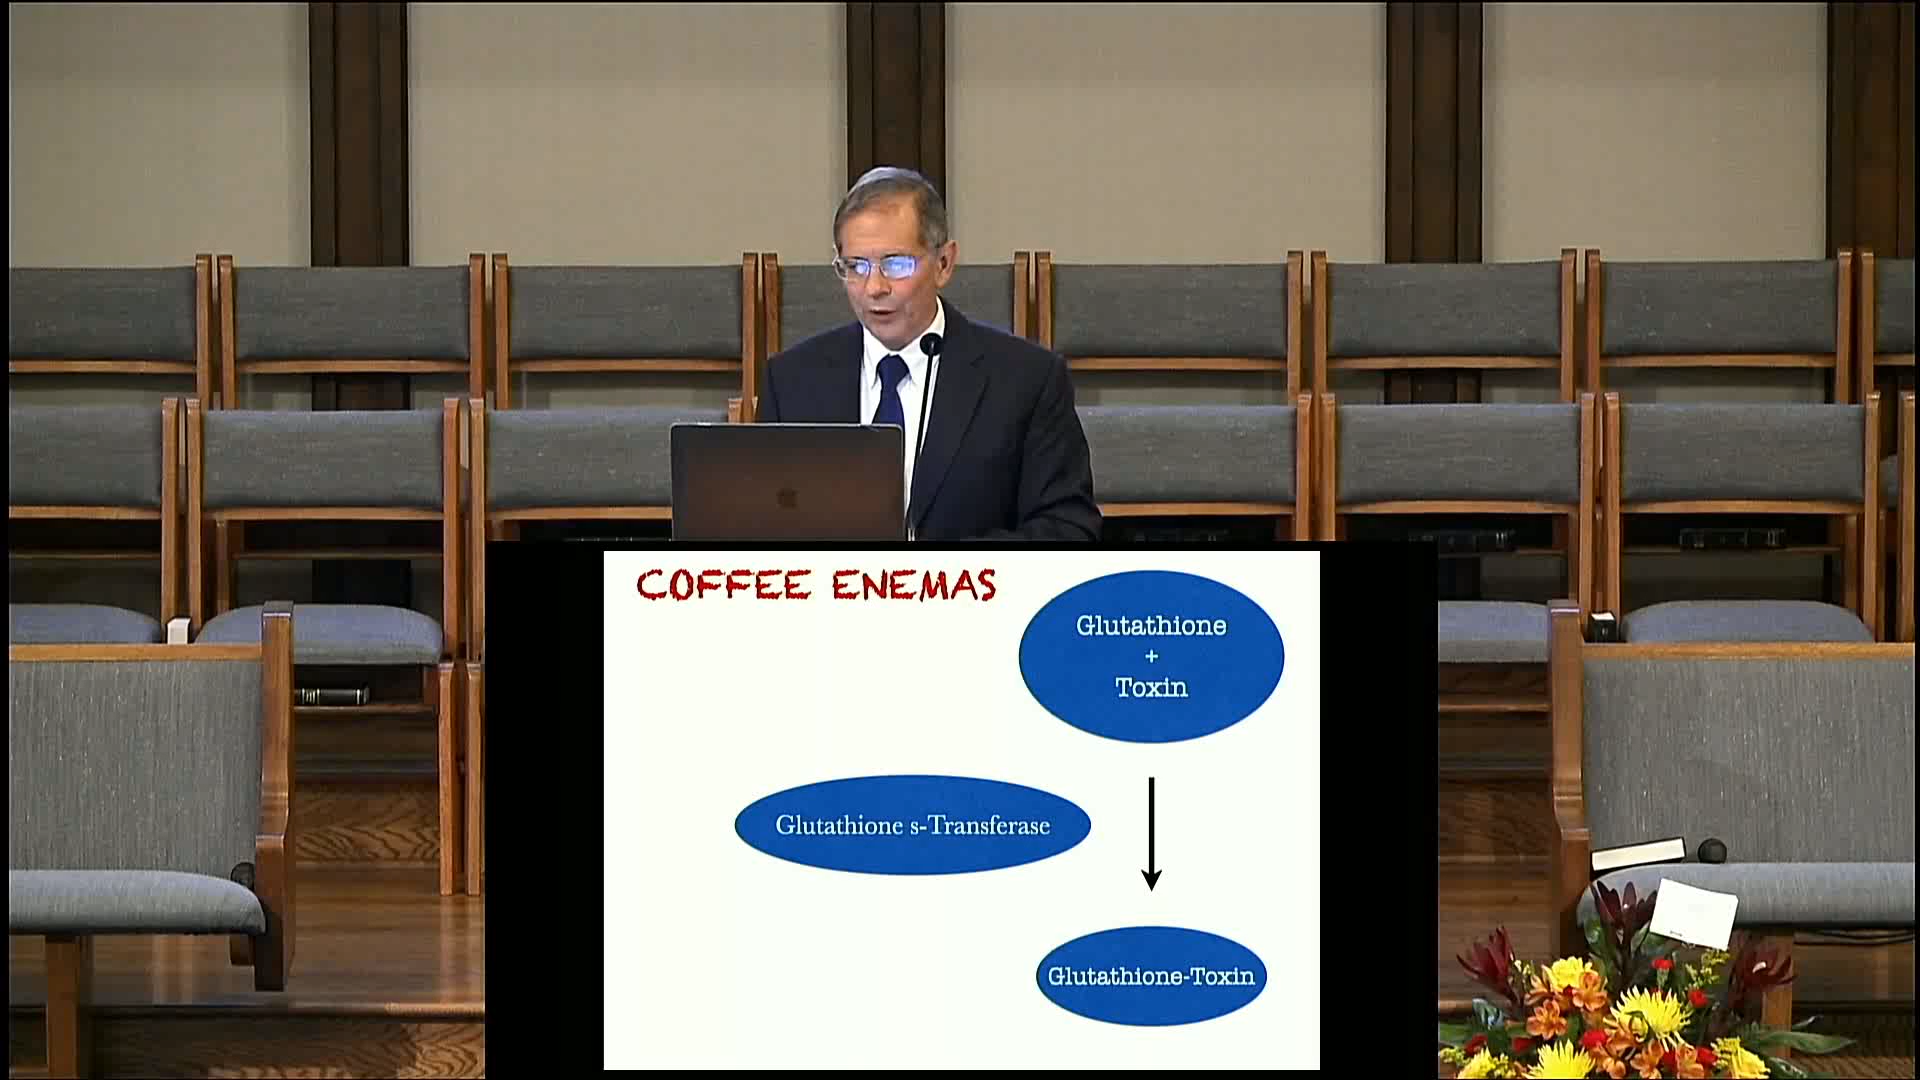 COFFEE ENEMAS
Glutathione
+
Toxin
Glutathione s-Transferase
Glutathione-Toxin